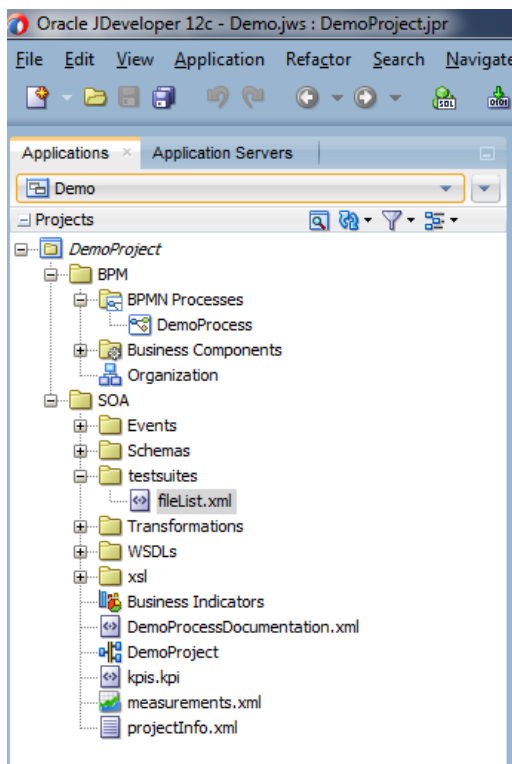 Oracle JDeveloper 12c - Demo.jws : DemoProject.jpr
File Edit View Application Refactor Search Navigate
SQL 0101
Applications × Application Servers
Demo
Projects
DemoProject
BPM
BPMN Processes
DemoProcess
Business Components
Organization
SOA
Events
Schemas
testsuites
fileList.xml
Transformations
WSDLs
xsl
Business Indicators
DemoProcessDocumentation.xml
DemoProject
kpis.kpi
measurements.xml
projectInfo.xml